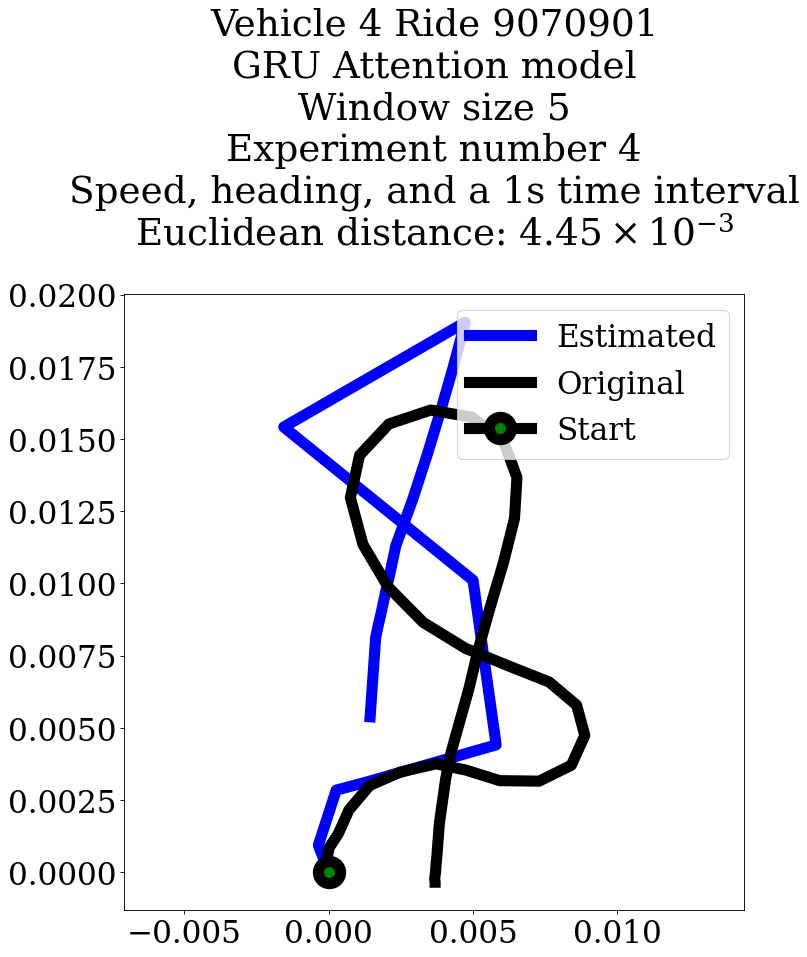 Vehicle 4 Ride 9070901
GRU Attention model
Window size 5
Experiment number 4
Speed, heading, and a 1s time interval
Euclidean distance: 4.45 × 10⁻³
0.0200
0.0175
0.0150
0.0125
0.0100
0.0075
0.0050
0.0025
0.0000
Estimated
Original
Start
−0.005 0.000 0.005 0.010